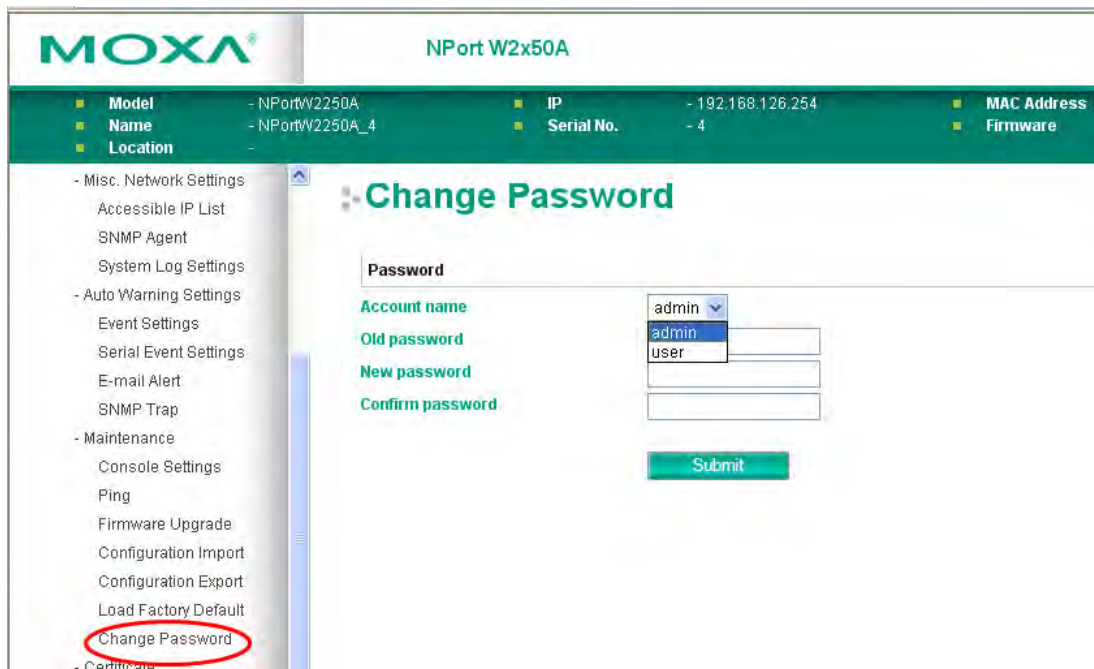 MOXA®
NPort W2x50A
Model - NPortW2250A IP - 192.168.126.254 MAC Address
Name - NPortW2250A_4 Serial No. - 4 Firmware
Location -
- Misc. Network Settings
Accessible IP List
SNMP Agent
System Log Settings
- Auto Warning Settings
Event Settings
Serial Event Settings
E-mail Alert
SNMP Trap
- Maintenance
Console Settings
Ping
Firmware Upgrade
Configuration Import
Configuration Export
Load Factory Default
Change Password
- Certificate
Change Password
Password
Account name admin
admin
Old password
user
New password
Confirm password
Submit